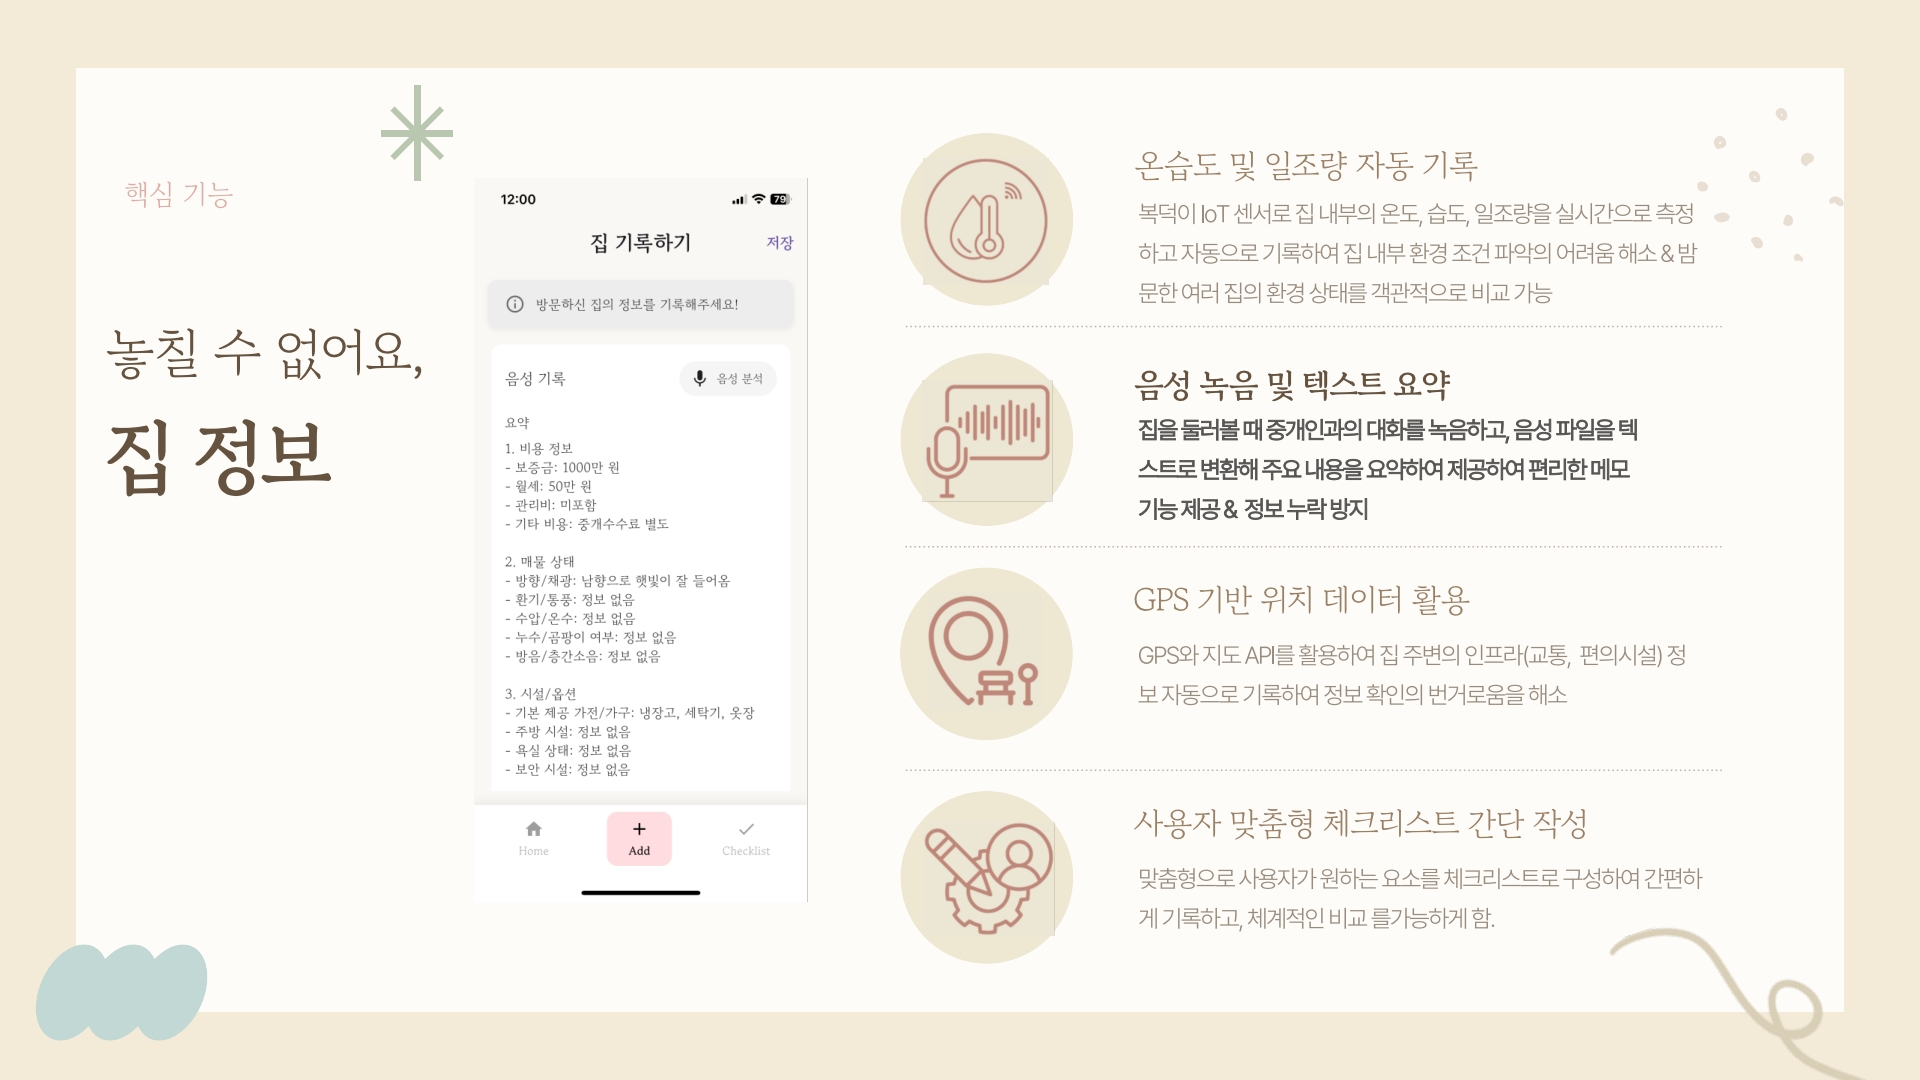 핵심 기능
놓칠 수 없어요,
집 정보
12:00
79
집 기록하기
저장
방문하신 집의 정보를 기록해주세요!
음성 기록
음성 분석
요약
1. 비용 정보
- 보증금: 1000만 원
- 월세: 50만 원
- 관리비: 미포함
- 기타 비용: 중개수수료 별도
2. 매물 상태
- 방향/채광: 남향으로 햇빛이 잘 들어옴
- 환기/통풍: 정보 없음
- 수압/온수: 정보 없음
- 누수/곰팡이 여부: 정보 없음
- 방음/층간소음: 정보 없음
3. 시설/옵션
- 기본 제공 가전/가구: 냉장고, 세탁기, 옷장
- 주방 시설: 정보 없음
- 욕실 상태: 정보 없음
- 보안 시설: 정보 없음
Home
Add
Checklist
온습도 및 일조량 자동 기록
복덕이 IoT 센서로 집 내부의 온도, 습도, 일조량을 실시간으로 측정
하고 자동으로 기록하여 집 내부 환경 조건 파악의 어려움 해소 & 방
문한 여러 집의 환경 상태를 객관적으로 비교 가능
음성 녹음 및 텍스트 요약
집을 둘러볼 때 중개인과의 대화를 녹음하고, 음성 파일을 텍
스트로 변환해 주요 내용을 요약하여 제공하여 편리한 메모
기능 제공 & 정보 누락 방지
GPS 기반 위치 데이터 활용
GPS와 지도 API를 활용하여 집 주변의 인프라(교통, 편의시설) 정
보 자동으로 기록하여 정보 확인의 번거로움을 해소
사용자 맞춤형 체크리스트 간단 작성
맞춤형으로 사용자가 원하는 요소를 체크리스트로 구성하여 간편하
게 기록하고, 체계적인 비교 를가능하게 함.